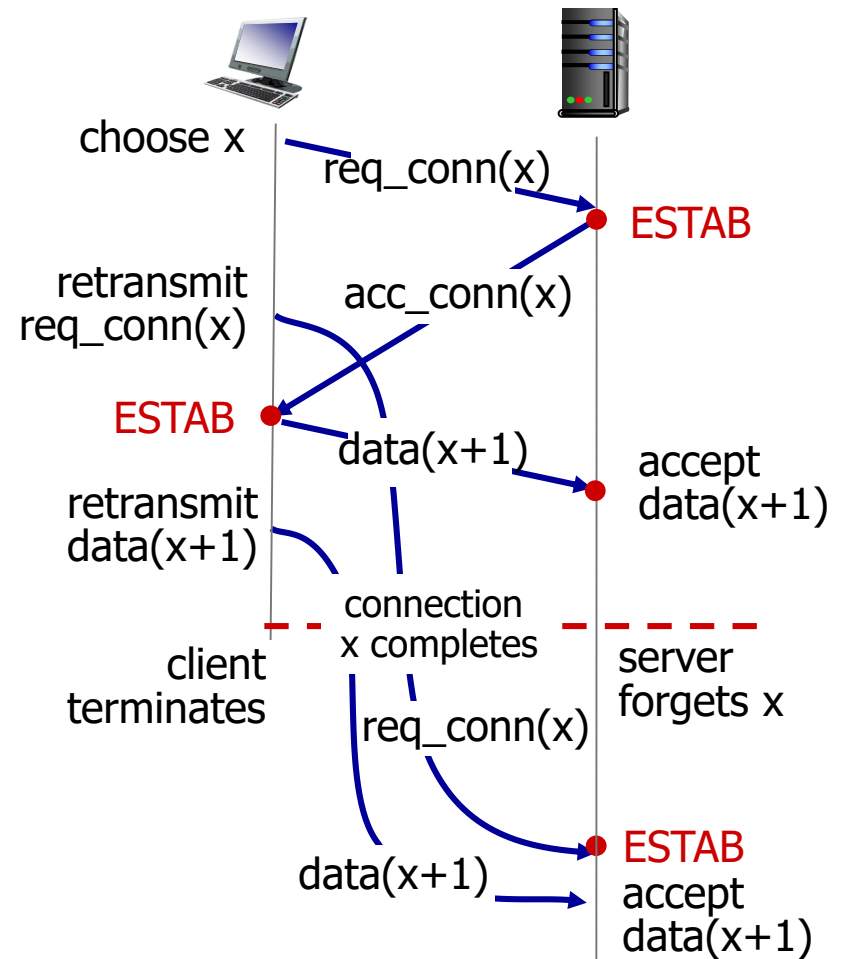 choose x
req_conn(x)
ESTAB
retransmit
req_conn(x)
acc_conn(x)
ESTAB
data(x+1)
accept
data(x+1)
retransmit
data(x+1)
connection
x completes
client
terminates
server
forgets x
req_conn(x)
ESTAB
data(x+1)
accept
data(x+1)